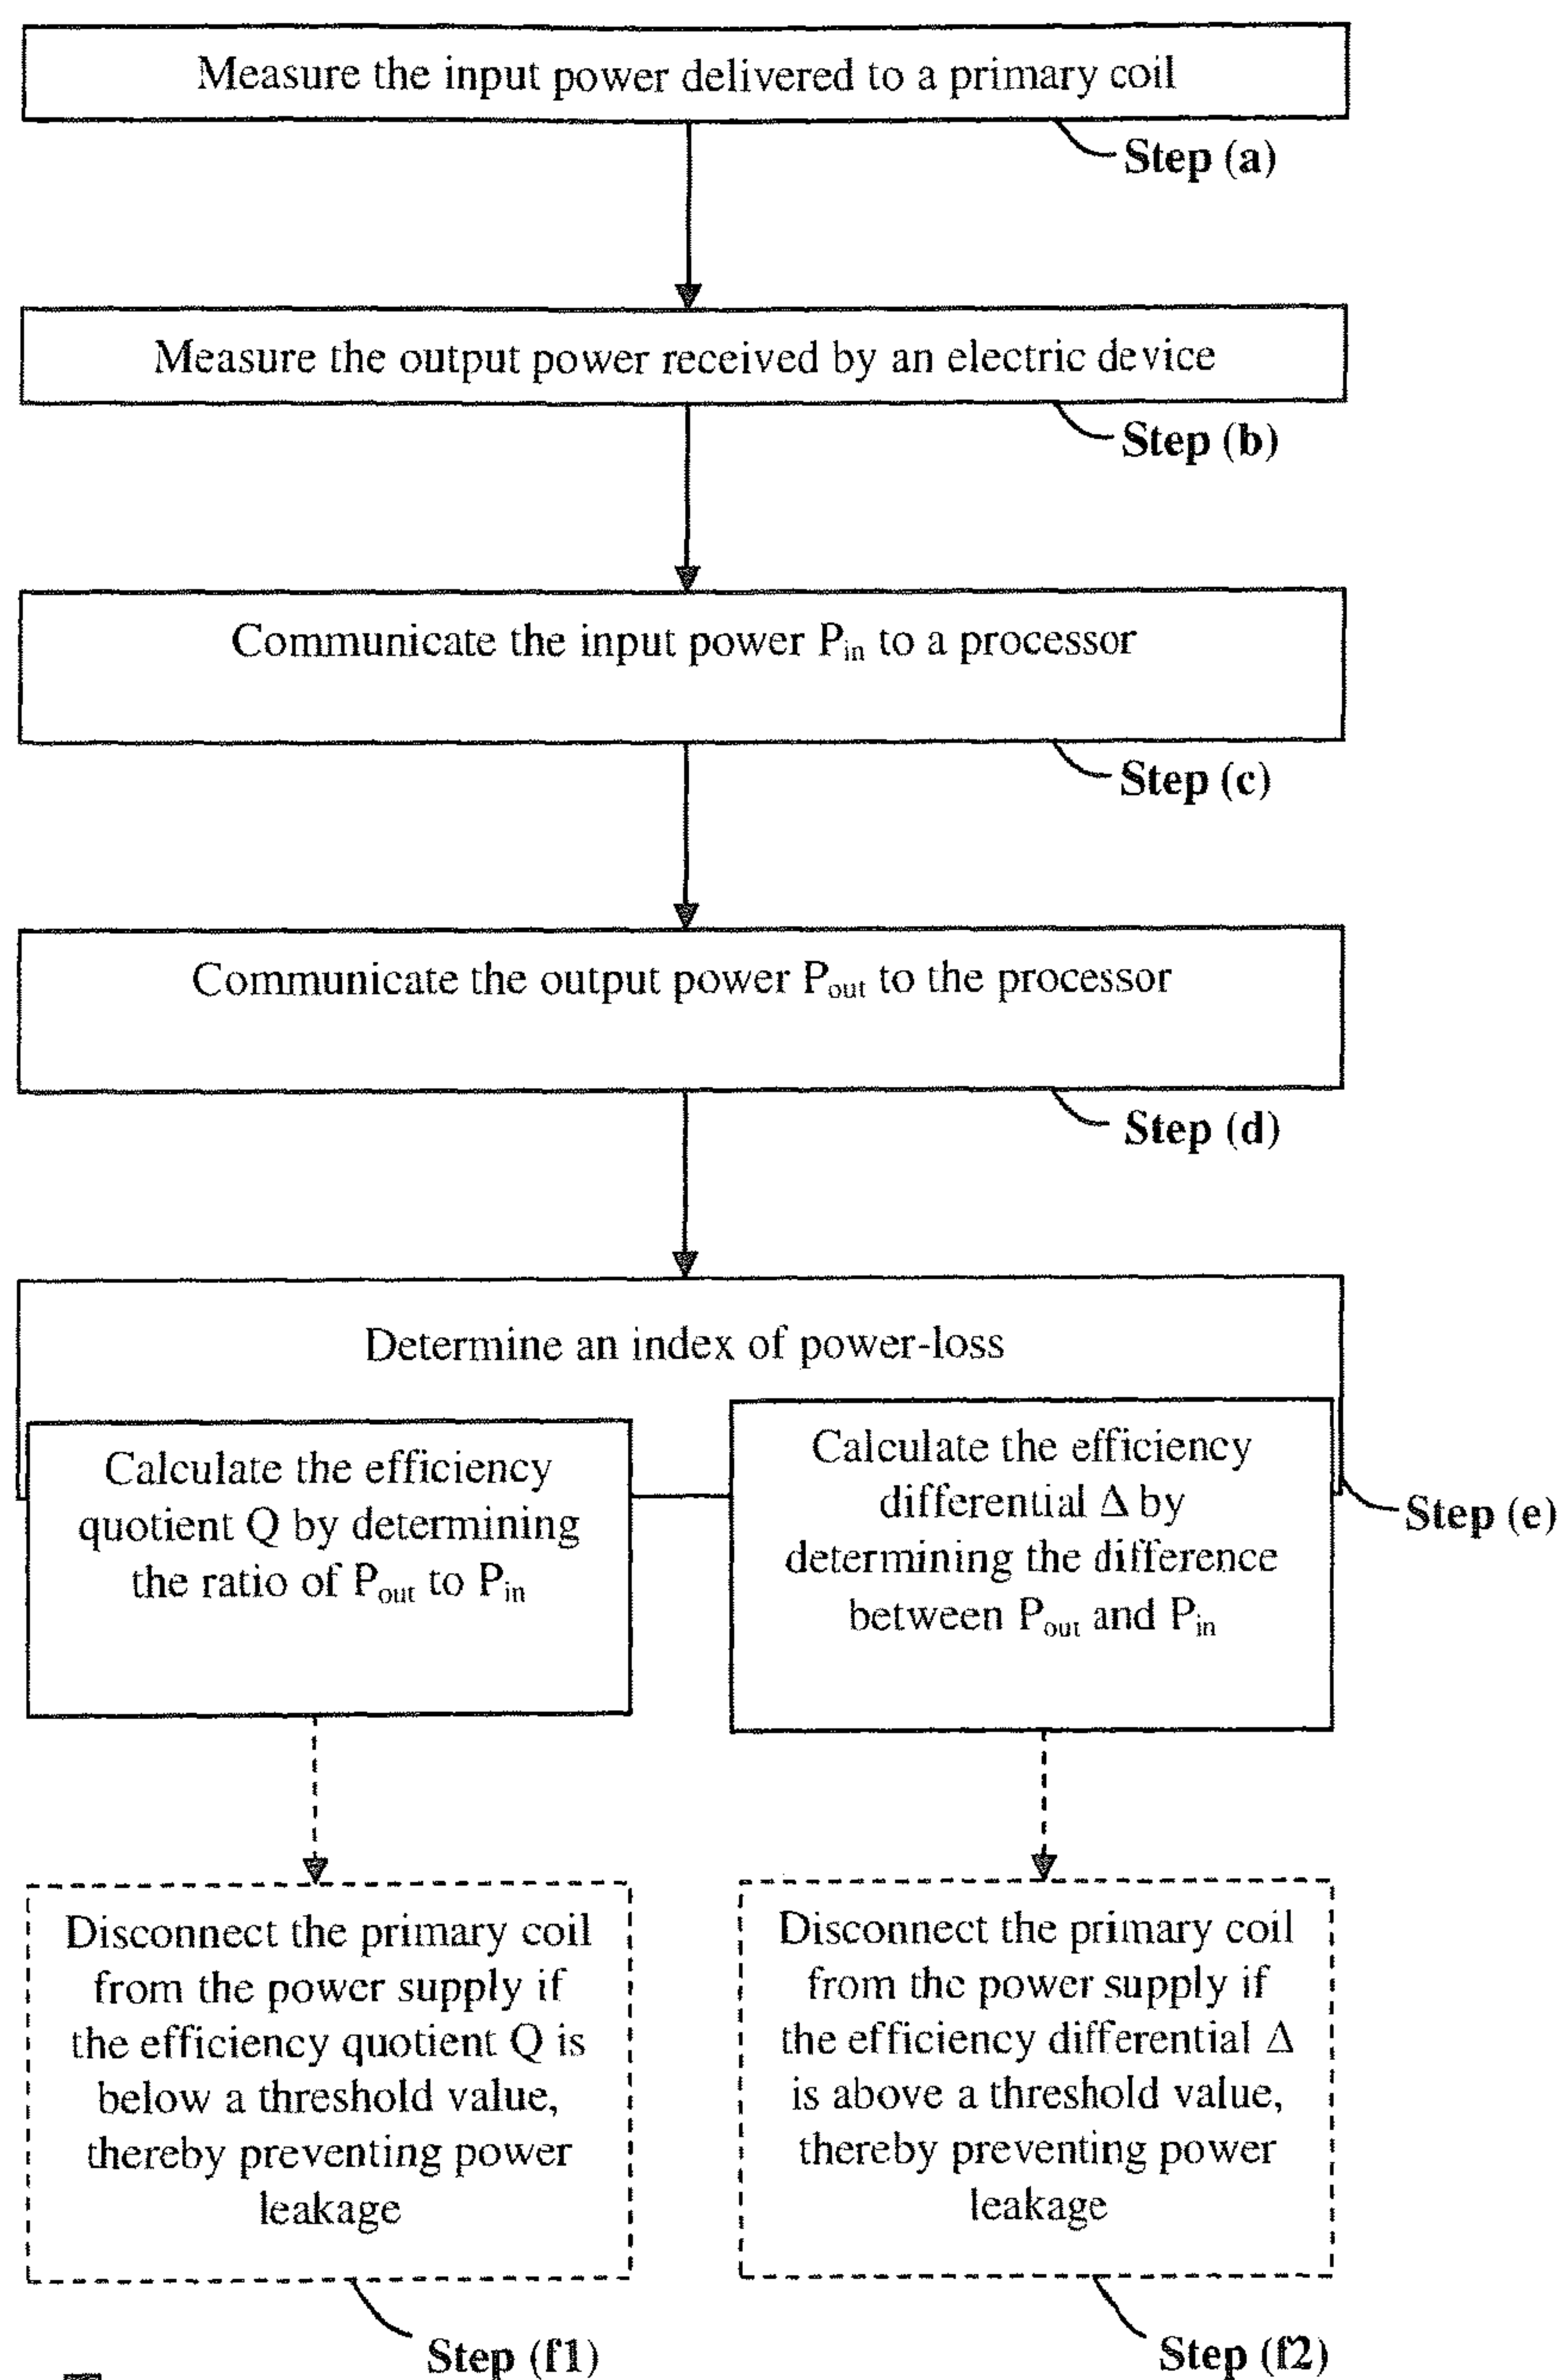 Measure the input power delivered to a primary coil
Step (a)
Measure the output power received by an electric device
Step (b)
Communicate the input power Pin to a processor
Step (c)
Communicate the output power Pout to the processor
Step (d)
Determine an index of power-loss
Calculate the efficiency
quotient Q by determining
the ratio of Pout to Pin
Calculate the efficiency
differential Δ by
determining the difference
between Pout and Pin
Step (e)
Disconnect the primary coil
from the power supply if
the efficiency quotient Q is
below a threshold value,
thereby preventing power
leakage
Step (f1)
Disconnect the primary coil
from the power supply if
the efficiency differential Δ
is above a threshold value,
thereby preventing power
leakage
Step (f2)